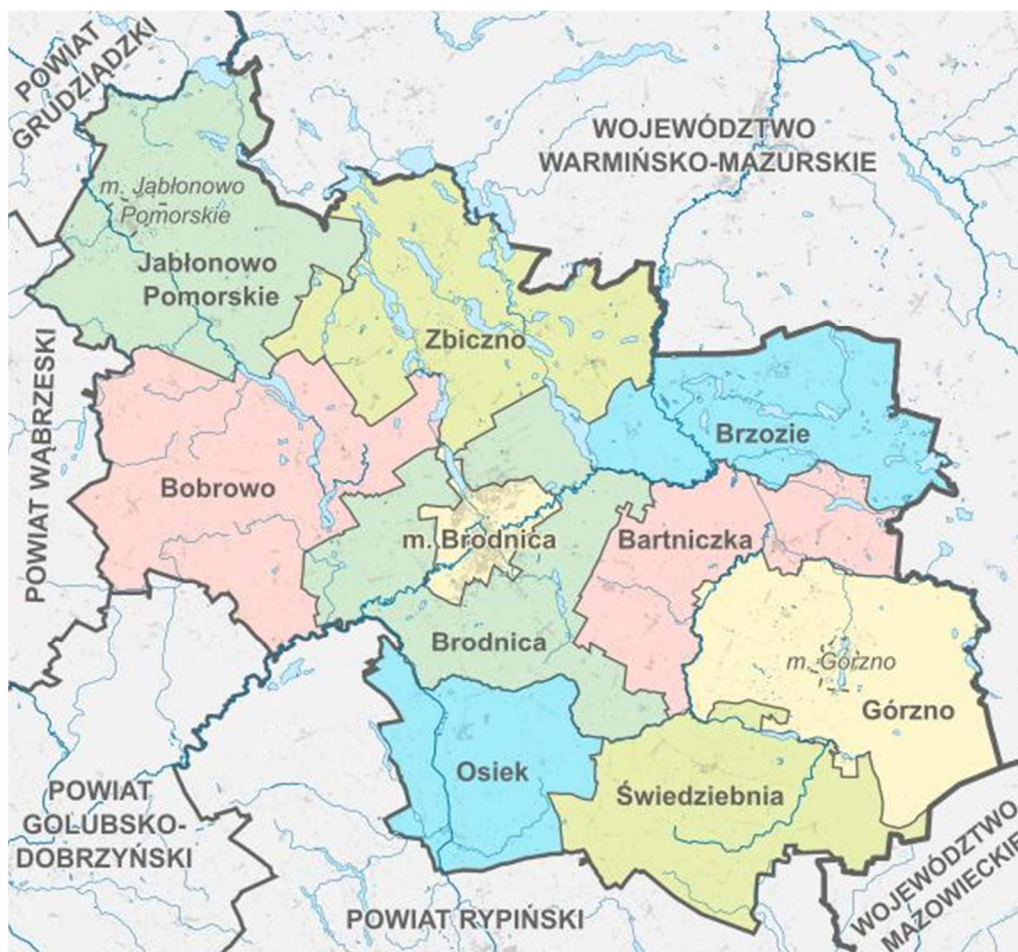 POWIAT
GRUDZIĄDZKI
WOJEWÓDZTWO
WARMIŃSKO-MAZURSKIE
m. Jabłonowo
Pomorskie
Jabłonowo
Pomorskie
Zbiczno
POWIAT WĄBRZESKI
Brzozie
Bobrowo
m. Brodnica
Bartniczka
Brodnica
m. Górzno
Górzno
Osiek
Świedziebnia
POWIAT
GOLUBSKO-
DOBRZYŃSKI
WOJEWÓDZTWO
MAZOWIECKIE
POWIAT RYPIŃSKI